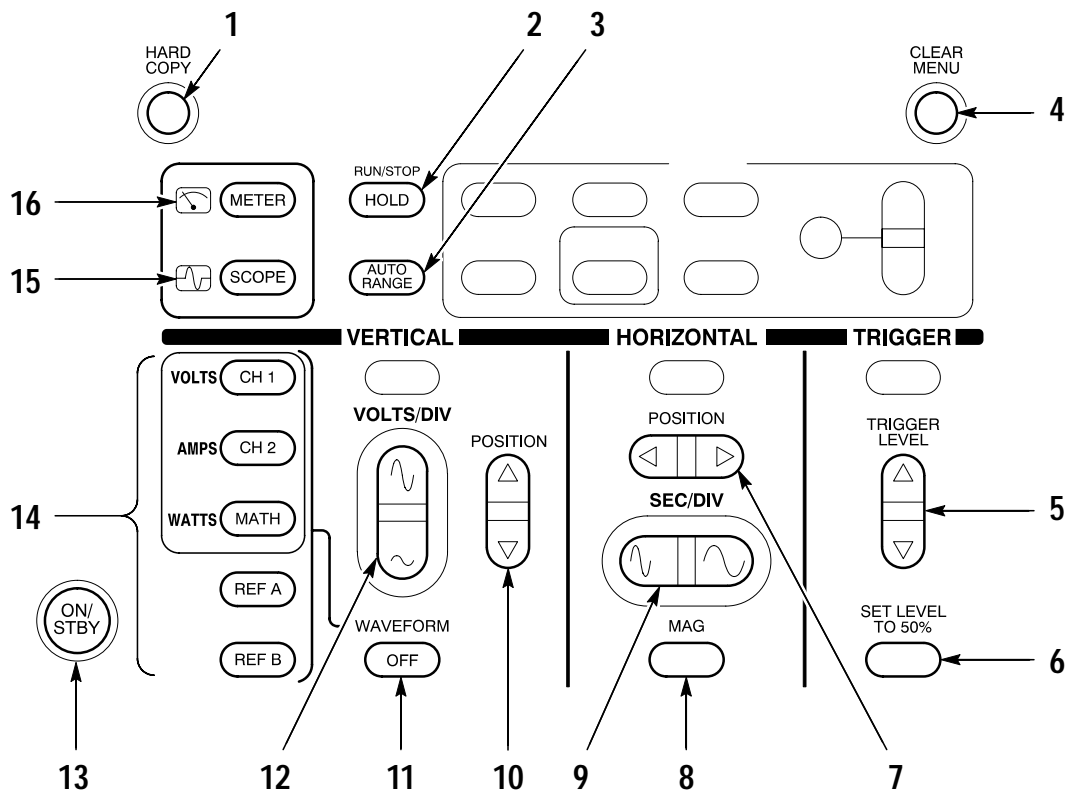 1
2
3
HARD
COPY
CLEAR
MENU
4
16
METER
RUN/STOP
HOLD
15
SCOPE
AUTO
RANGE
VERTICAL
HORIZONTAL
TRIGGER
VOLTS
CH 1
VOLTS/DIV
POSITION
POSITION
TRIGGER
LEVEL
AMPS
CH 2
14
WATTS
MATH
SEC/DIV
5
REF A
ON/
STBY
WAVEFORM
MAG
SET LEVEL
TO 50%
REF B
OFF
6
13
12
11
10
9
8
7